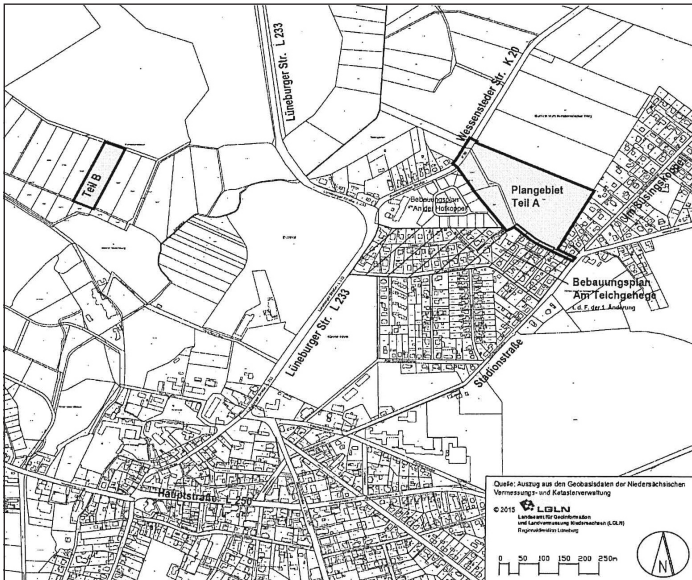 Lüneburger Str. L 233
Wessensteder Str. K 20
Teil B
Plangebiet
Teil A
Bebauungsplan
"An der Hofkoppel"
Bebauungsplan
Am Teichgehege
i. d. F. der 1. Änderung
Lüneburger Str. L 233
Stadionstraße
Hauptstraße L 250
Quelle: Auszug aus den Geobasisdaten der Niedersächsischen
Vermessungs- und Katasterverwaltung
© 2015 LGLN
Landesamt für Geoinformation
und Landvermessung Niedersachsen (LGLN)
Regionaldirektion Lüneburg
0 50 100 150 200 250m
N